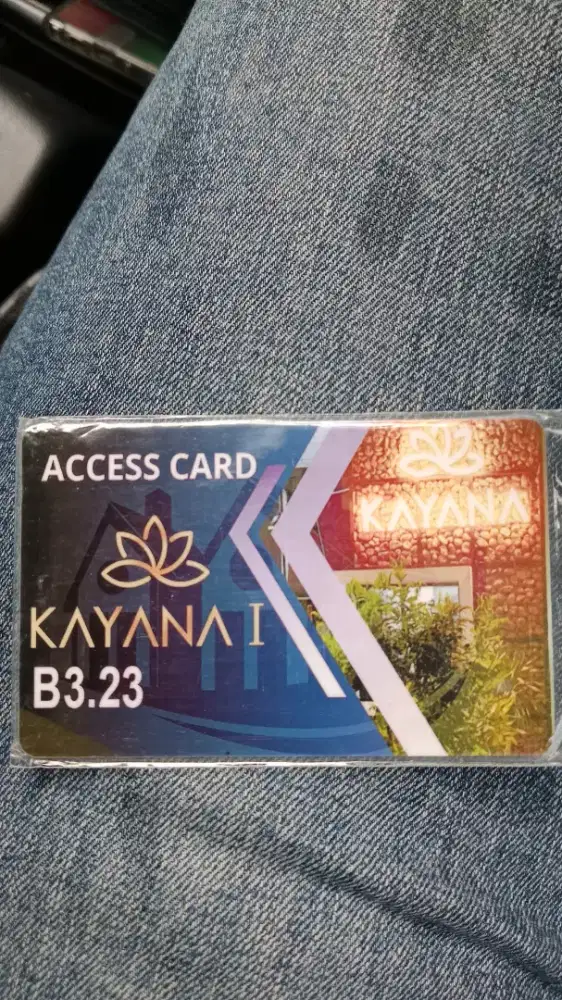 ACCESS CARD
KAYANA I
B3.23
KAYANA